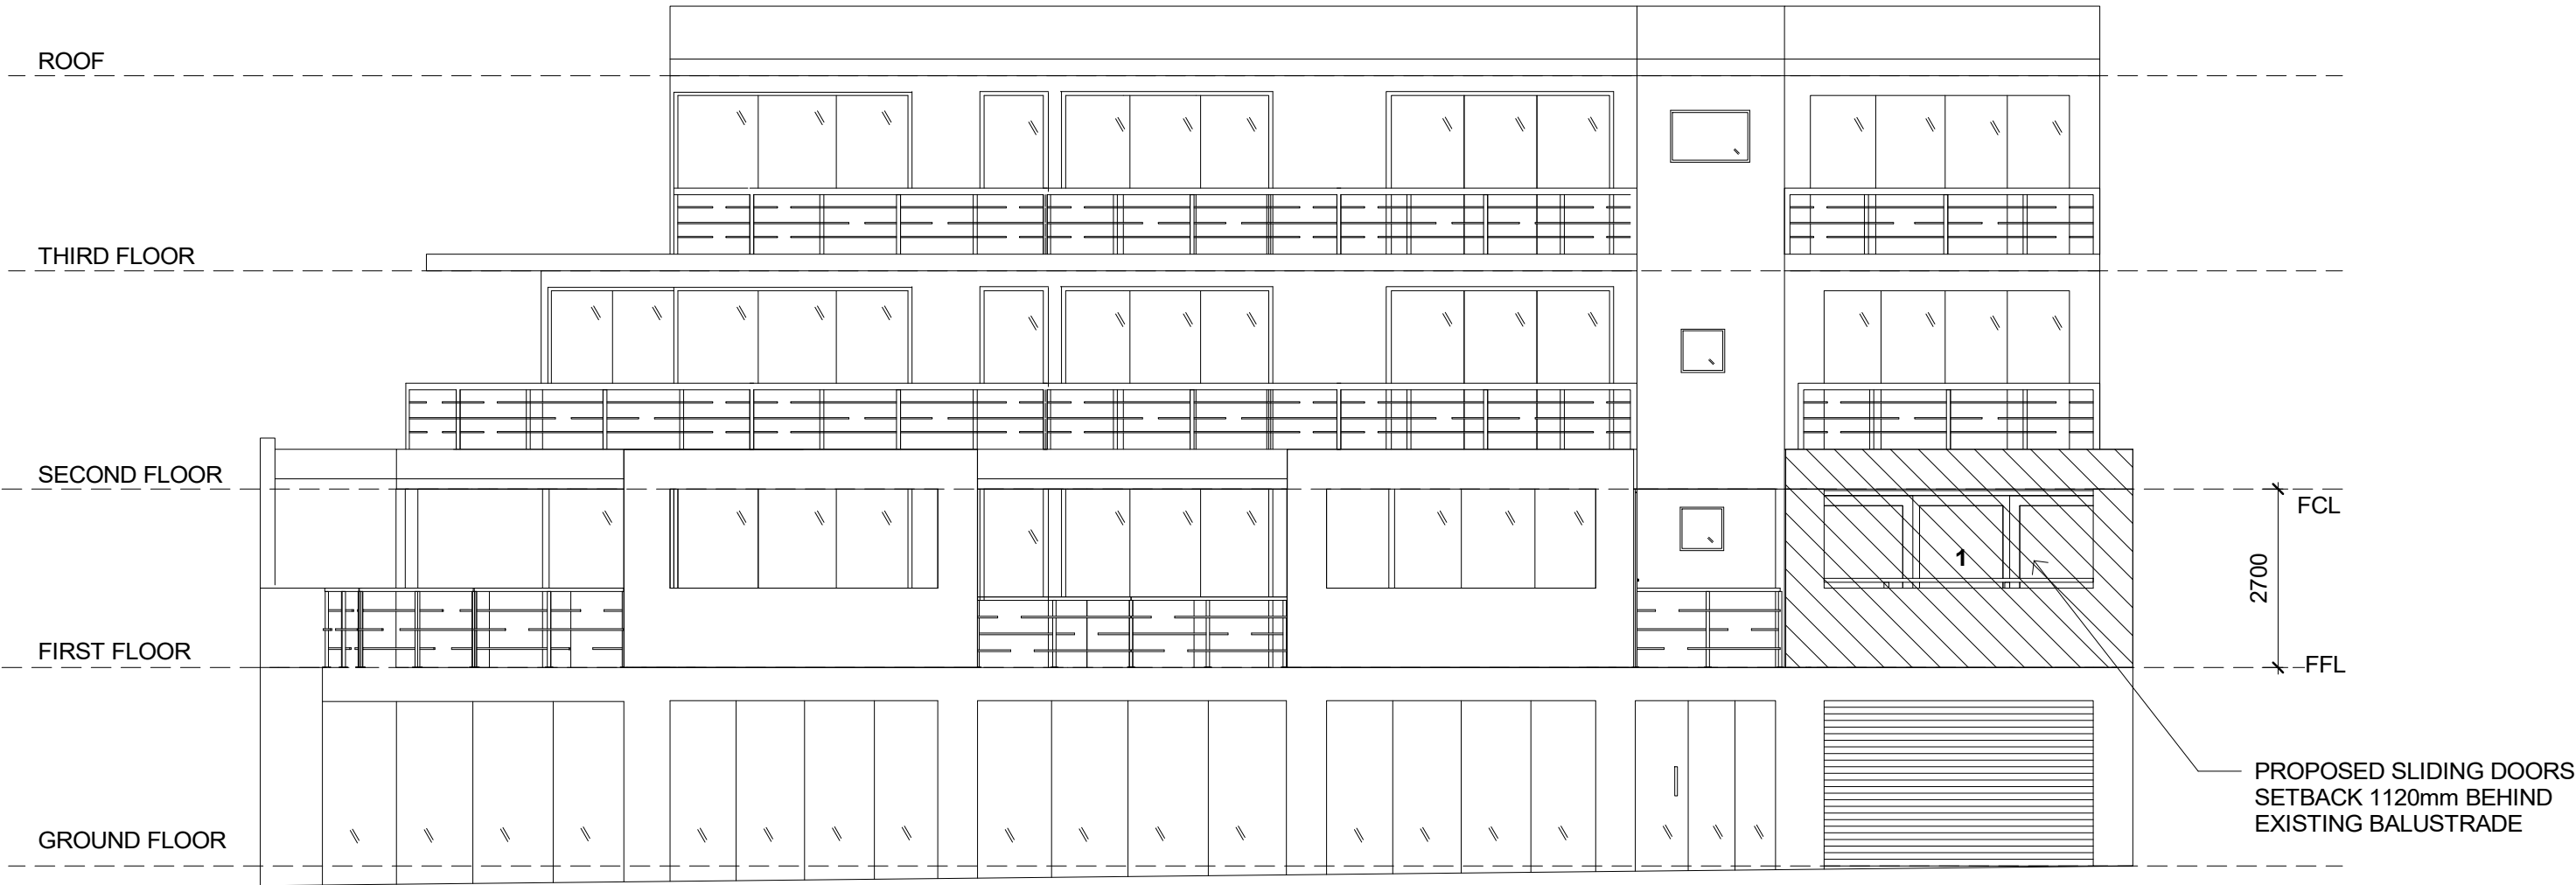 ROOF
THIRD FLOOR
SECOND FLOOR
FCL
1
2700
FIRST FLOOR
FFL
PROPOSED SLIDING DOORS
SETBACK 1120mm BEHIND
EXISTING BALUSTRADE
GROUND FLOOR